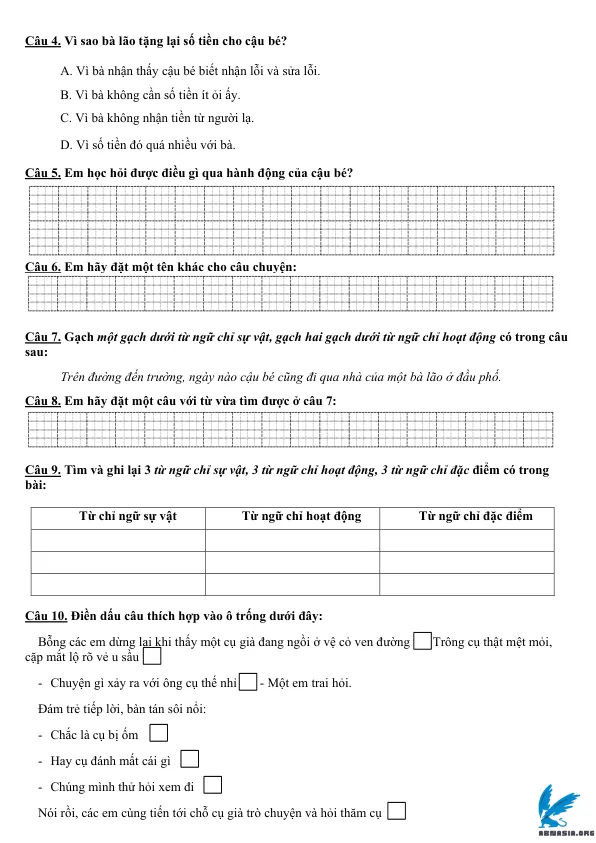 Câu 4. Vì sao bà lão tặng lại số tiền cho cậu bé?
A. Vì bà nhận thấy cậu bé biết nhận lỗi và sửa lỗi.
B. Vì bà không cần số tiền ít ỏi ấy.
C. Vì bà không nhận tiền từ người lạ.
D. Vì số tiền đó quá nhiều với bà.
Câu 5. Em học hỏi được điều gì qua hành động của cậu bé?
Câu 6. Em hãy đặt một tên khác cho câu chuyện:
Câu 7. Gạch một gạch dưới từ ngữ chỉ sự vật, gạch hai gạch dưới từ ngữ chỉ hoạt động có trong câu
sau:
Trên đường đến trường, ngày nào cậu bé cũng đi qua nhà của một bà lão ở đầu phố.
Câu 8. Em hãy đặt một câu với từ vừa tìm được ở câu 7:
Câu 9. Tìm và ghi lại 3 từ ngữ chỉ sự vật, 3 từ ngữ chỉ hoạt động, 3 từ ngữ chỉ đặc điểm có trong
bài:
Từ chỉ ngữ sự vật Từ ngữ chỉ hoạt động Từ ngữ chỉ đặc điểm
Câu 10. Điền dấu câu thích hợp vào ô trống dưới đây:
Bỗng các em dừng lại khi thấy một cụ già đang ngồi ở vệ cỏ ven đường Trông cụ thật mệt mỏi,
cặp mắt lộ rõ vẻ u sầu
- Chuyện gì xảy ra với ông cụ thế nhỉ - Một em trai hỏi.
Đám trẻ tiếp lời, bàn tán sôi nổi:
- Chắc là cụ bị ốm
- Hay cụ đánh mất cái gì
- Chúng mình thử hỏi xem đi
Nói rồi, các em cùng tiến tới chỗ cụ già trò chuyện và hỏi thăm cụ
ABMASIA.ORG